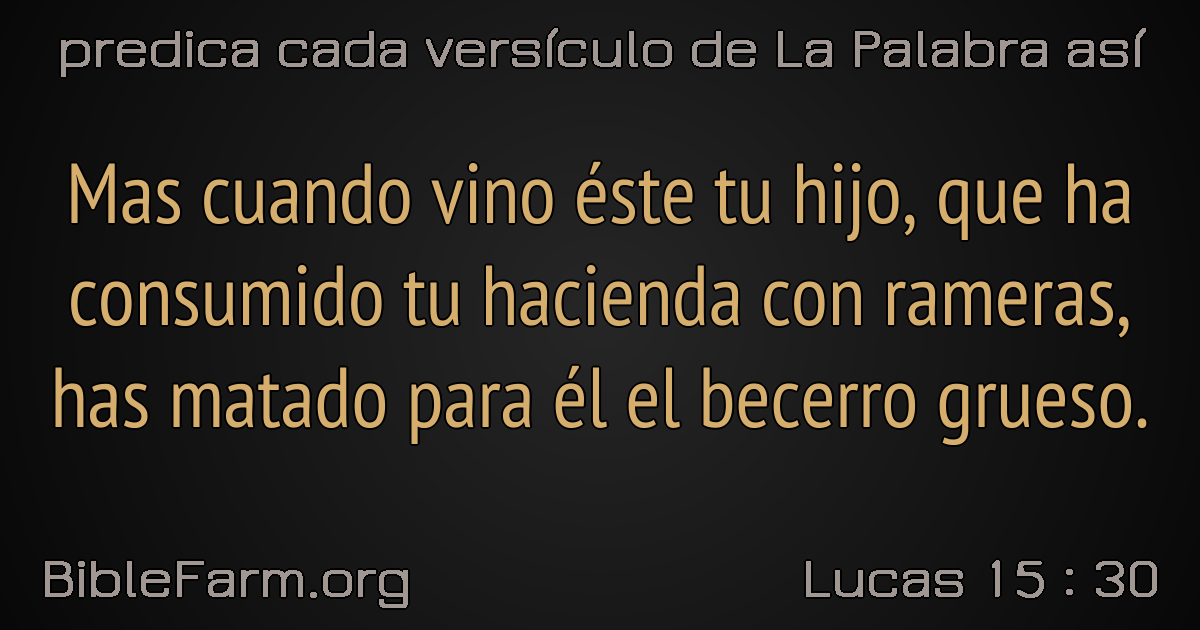 predica cada versículo de La Palabra así
Mas cuando vino éste tu hijo, que ha
consumido tu hacienda con rameras,
has matado para él el becerro grueso.
BibleFarm.org
Lucas 15 : 30